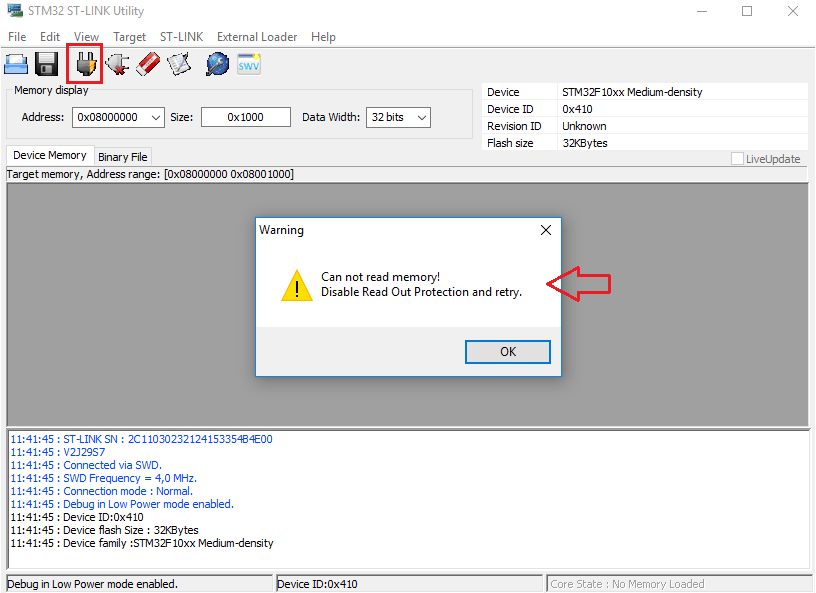 STM32 ST-LINK Utility
File Edit View Target ST-LINK External Loader Help
SWV
Memory display
Address: 0x08000000 Size: 0x1000 Data Width: 32 bits
Device STM32F10xx Medium-density
Device ID 0x410
Revision ID Unknown
Flash size 32KBytes
Device Memory Binary File
LiveUpdate
Target memory, Address range: [0x08000000 0x08001000]
Warning
Can not read memory!
Disable Read Out Protection and retry.
OK
11:41:45 : ST-LINK SN : 2C11030232124153354B4E00
11:41:45 : V2J29S7
11:41:45 : Connected via SWD.
11:41:45 : SWD Frequency = 4,0 MHz.
11:41:45 : Connection mode : Normal.
11:41:45 : Debug in Low Power mode enabled.
11:41:45 : Device ID:0x410
11:41:45 : Device flash Size : 32KBytes
11:41:45 : Device family :STM32F10xx Medium-density
Debug in Low Power mode enabled. Device ID:0x410 Core State : No Memory Loaded